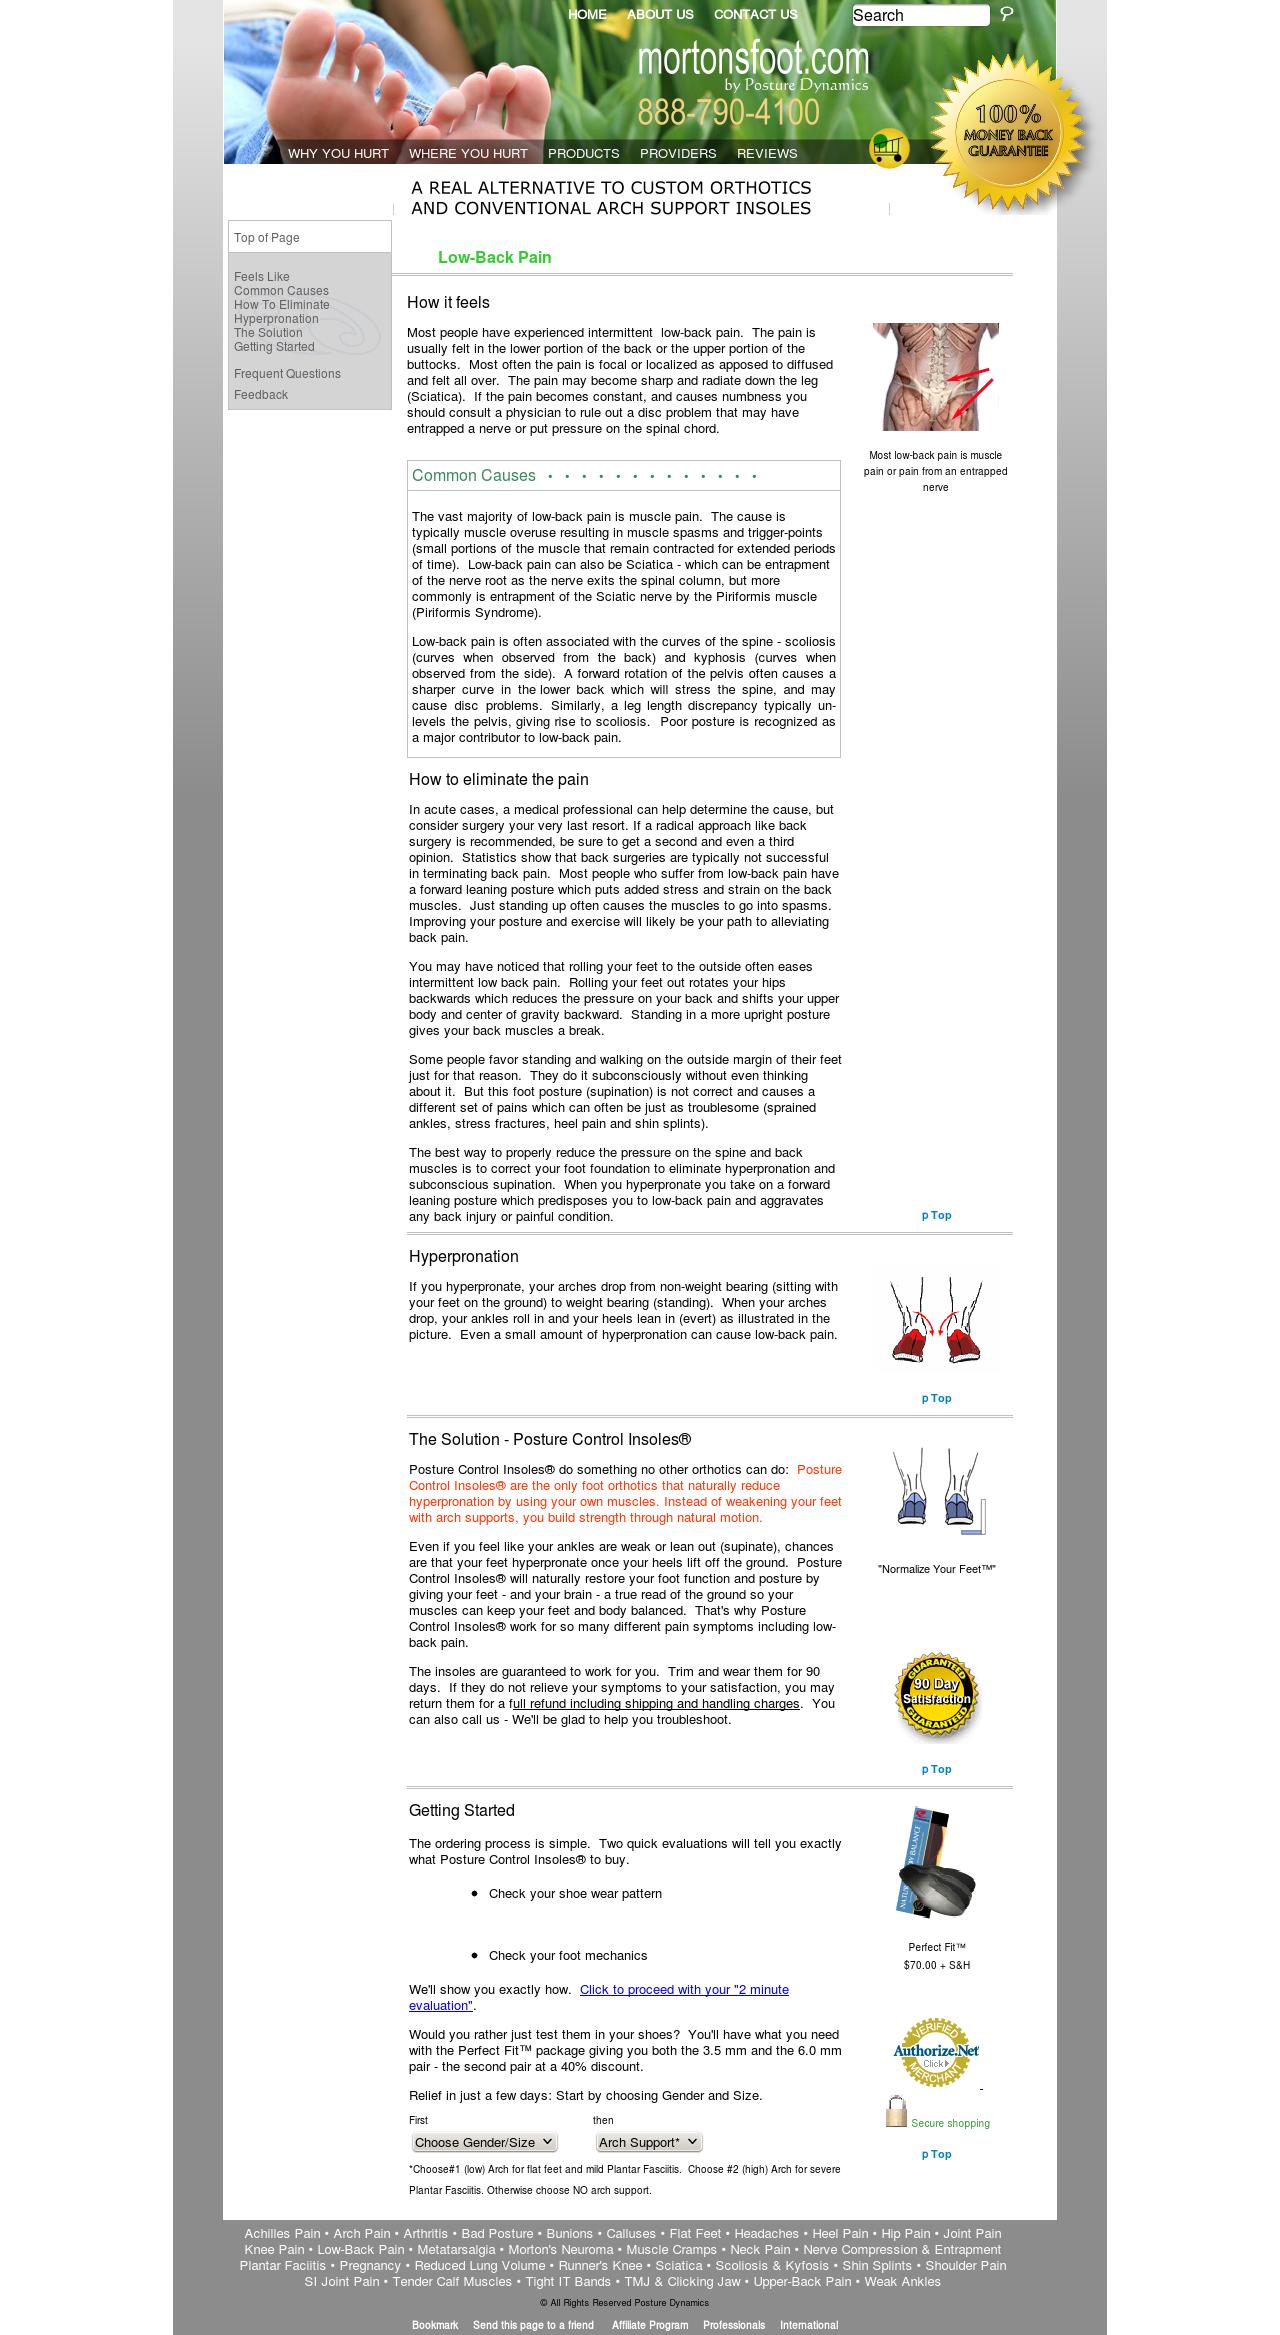 HOME ABOUT US CONTACT US
Search
mortonsfoot.com
by Posture Dynamics
888-790-4100
100%
MONEY BACK
GUARANTEE
WHY YOU HURT WHERE YOU HURT PRODUCTS PROVIDERS REVIEWS
A REAL ALTERNATIVE TO CUSTOM ORTHOTICS
AND CONVENTIONAL ARCH SUPPORT INSOLES
Top of Page
Feels Like
Common Causes
How To Eliminate
Hyperpronation
The Solution
Getting Started
Frequent Questions
Feedback
Low-Back Pain
How it feels
Most people have experienced intermittent low-back pain. The pain is
usually felt in the lower portion of the back or the upper portion of the
buttocks. Most often the pain is focal or localized as apposed to diffused
and felt all over. The pain may become sharp and radiate down the leg
(Sciatica). If the pain becomes constant, and causes numbness you
should consult a physician to rule out a disc problem that may have
entrapped a nerve or put pressure on the spinal chord.
Most low-back pain is muscle
pain or pain from an entrapped
nerve
Common Causes • • • • • • • • • • • • •
The vast majority of low-back pain is muscle pain. The cause is
typically muscle overuse resulting in muscle spasms and trigger-points
(small portions of the muscle that remain contracted for extended periods
of time). Low-back pain can also be Sciatica - which can be entrapment
of the nerve root as the nerve exits the spinal column, but more
commonly is entrapment of the Sciatic nerve by the Piriformis muscle
(Piriformis Syndrome).
Low-back pain is often associated with the curves of the spine - scoliosis
(curves when observed from the back) and kyphosis (curves when
observed from the side). A forward rotation of the pelvis often causes a
sharper curve in the lower back which will stress the spine, and may
cause disc problems. Similarly, a leg length discrepancy typically un-
levels the pelvis, giving rise to scoliosis. Poor posture is recognized as
a major contributor to low-back pain.
How to eliminate the pain
In acute cases, a medical professional can help determine the cause, but
consider surgery your very last resort. If a radical approach like back
surgery is recommended, be sure to get a second and even a third
opinion. Statistics show that back surgeries are typically not successful
in terminating back pain. Most people who suffer from low-back pain have
a forward leaning posture which puts added stress and strain on the back
muscles. Just standing up often causes the muscles to go into spasms.
Improving your posture and exercise will likely be your path to alleviating
back pain.
You may have noticed that rolling your feet to the outside often eases
intermittent low back pain. Rolling your feet out rotates your hips
backwards which reduces the pressure on your back and shifts your upper
body and center of gravity backward. Standing in a more upright posture
gives your back muscles a break.
Some people favor standing and walking on the outside margin of their feet
just for that reason. They do it subconsciously without even thinking
about it. But this foot posture (supination) is not correct and causes a
different set of pains which can often be just as troublesome (sprained
ankles, stress fractures, heel pain and shin splints).
The best way to properly reduce the pressure on the spine and back
muscles is to correct your foot foundation to eliminate hyperpronation and
subconscious supination. When you hyperpronate you take on a forward
leaning posture which predisposes you to low-back pain and aggravates
any back injury or painful condition.
p Top
Hyperpronation
If you hyperpronate, your arches drop from non-weight bearing (sitting with
your feet on the ground) to weight bearing (standing). When your arches
drop, your ankles roll in and your heels lean in (evert) as illustrated in the
picture. Even a small amount of hyperpronation can cause low-back pain.
p Top
The Solution - Posture Control Insoles®
Posture Control Insoles® do something no other orthotics can do: Posture
Control Insoles® are the only foot orthotics that naturally reduce
hyperpronation by using your own muscles. Instead of weakening your feet
with arch supports, you build strength through natural motion.
Even if you feel like your ankles are weak or lean out (supinate), chances
are that your feet hyperpronate once your heels lift off the ground. Posture
Control Insoles® will naturally restore your foot function and posture by
giving your feet - and your brain - a true read of the ground so your
muscles can keep your feet and body balanced. That's why Posture
Control Insoles® work for so many different pain symptoms including low-
back pain.
"Normalize Your Feet™"
The insoles are guaranteed to work for you. Trim and wear them for 90
days. If they do not relieve your symptoms to your satisfaction, you may
return them for a full refund including shipping and handling charges. You
can also call us - We'll be glad to help you troubleshoot.
GUARANTEED
90 Day
Satisfaction
GUARANTEED
p Top
Getting Started
The ordering process is simple. Two quick evaluations will tell you exactly
what Posture Control Insoles® to buy.
• Check your shoe wear pattern
• Check your foot mechanics
Perfect Fit™
$70.00 + S&H
We'll show you exactly how. Click to proceed with your "2 minute
evaluation".
Would you rather just test them in your shoes? You'll have what you need
with the Perfect Fit™ package giving you both the 3.5 mm and the 6.0 mm
pair - the second pair at a 40% discount.
Relief in just a few days: Start by choosing Gender and Size.
VERIFIED
Authorize.Net
Click
MERCHANT
Secure shopping
p Top
First then
Choose Gender/Size Arch Support*
*Choose#1 (low) Arch for flat feet and mild Plantar Fasciitis. Choose #2 (high) Arch for severe
Plantar Fasciitis. Otherwise choose NO arch support.
Achilles Pain • Arch Pain • Arthritis • Bad Posture • Bunions • Calluses • Flat Feet • Headaches • Heel Pain • Hip Pain • Joint Pain
Knee Pain • Low-Back Pain • Metatarsalgia • Morton's Neuroma • Muscle Cramps • Neck Pain • Nerve Compression & Entrapment
Plantar Faciitis • Pregnancy • Reduced Lung Volume • Runner's Knee • Sciatica • Scoliosis & Kyfosis • Shin Splints • Shoulder Pain
SI Joint Pain • Tender Calf Muscles • Tight IT Bands • TMJ & Clicking Jaw • Upper-Back Pain • Weak Ankles
© All Rights Reserved Posture Dynamics
Bookmark Send this page to a friend Affiliate Program Professionals International